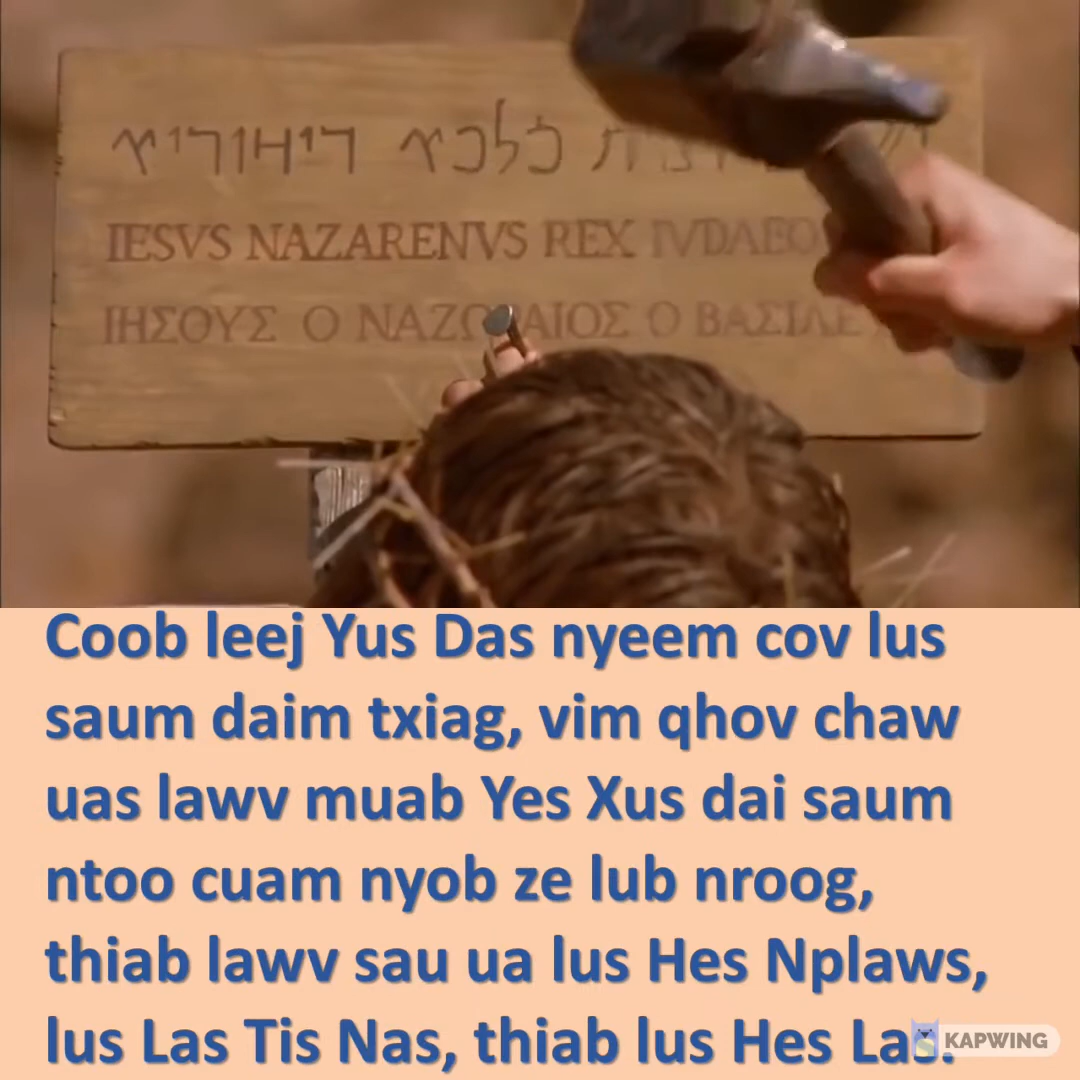 מלכא דיהודיא
IESVS NAZARENVS REX IVDAEO
ΙΗΣΟΥΣ Ο Ο ΒΑΣΙΛΕ
Coob leej Yus Das nyeem cov lus
saum daim txiag, vim qhov chaw
uas lawv muab Yes Xus dai saum
ntoo cuam nyob ze lub nroog,
thiab lawv sau ua lus Hes Nplaws,
lus Las Tis Nas, thiab lus Hes Las.
KAPWING